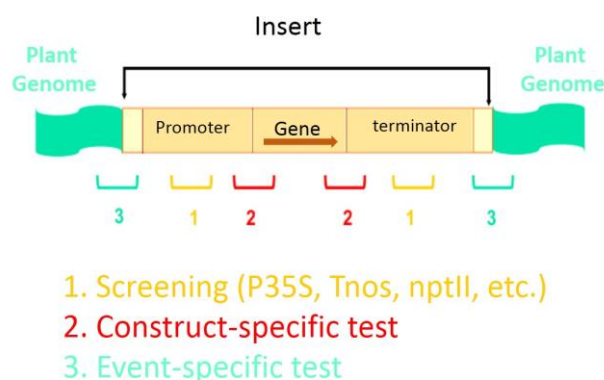 Insert
Plant
Genome
Plant
Genome
Promoter Gene terminator
3 1 2 2 1 3
1. Screening (P35S, Tnos, nptII, etc.)
2. Construct-specific test
3. Event-specific test